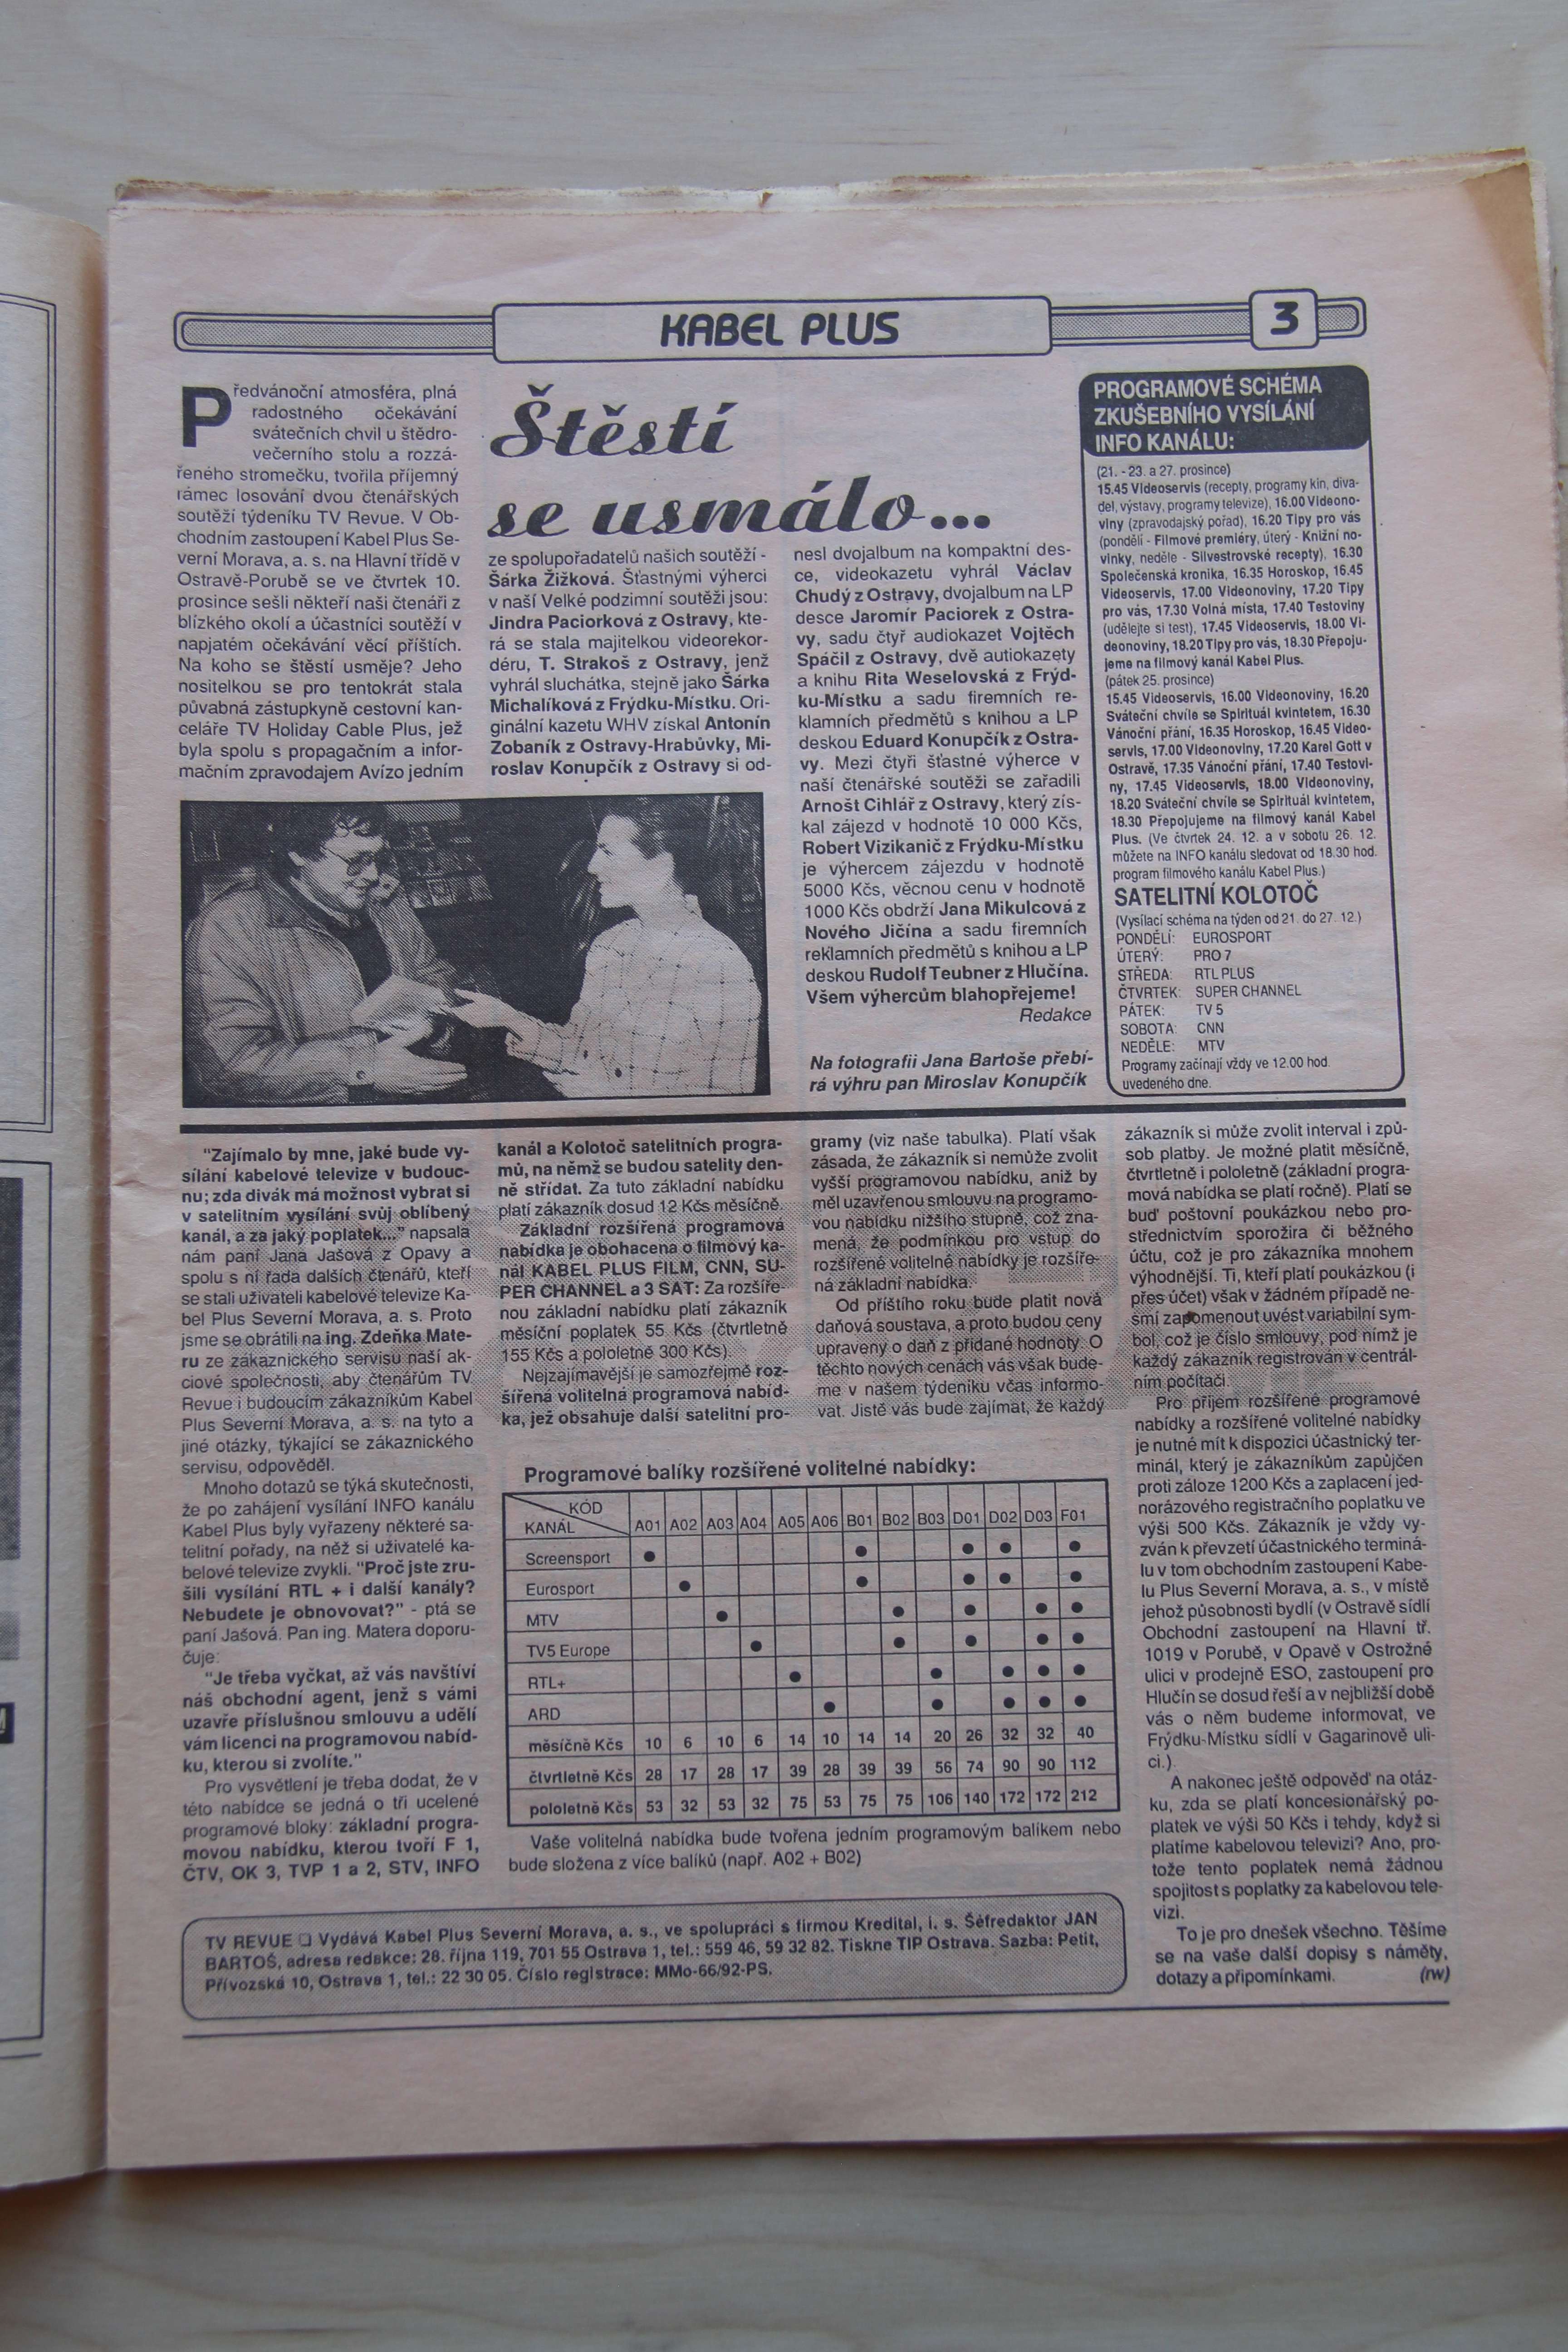 KABEL PLUS
3
Předvánoční atmosféra, plná
radostného očekávání
svátečních chvil u štědro-
večerního stolu a rozzá-
řeného stromečku, tvořila příjemný
rámec losování dvou čtenářských
soutěží týdeníku TV Revue. V Ob-
chodním zastoupení Kabel Plus Se-
verní Morava, a. s. na Hlavní třídě v
Ostravě-Porubě se ve čtvrtek 10.
prosince sešli někteří naši čtenáři z
blízkého okolí a účastníci soutěží v
napjatém očekávání věcí příštích.
Na koho se štěstí usměje? Jeho
nositelkou se pro tentokrát stala
půvabná zástupkyně cestovní kan-
celáře TV Holiday Cable Plus, jež
byla spolu s propagačním a infor-
mačním zpravodajem Avízo jedním
Štěstí
se usmálo...
ze spolupořadatelů našich soutěží -
Šárka Žižková. Šťastnými výherci
v naší Velké podzimní soutěži jsou:
Jindra Paciorková z Ostravy, kte-
rá se stala majitelkou videorekor-
déru, T. Strakoš z Ostravy, jenž
vyhrál sluchátka, stejně jako Šárka
Michalíková z Frýdku-Místku. Ori-
ginální kazetu WHV získal Antonín
Zobaník z Ostravy-Hrabůvky, Mi-
roslav Konupčík z Ostravy si od-
nesl dvojalbum na kompaktní des-
ce, videokazetu vyhrál Václav
Chudý z Ostravy, dvojalbum na LP
desce Jaromír Paciorek z Ostra-
vy, sadu čtyř audiokazet Vojtěch
Spáčil z Ostravy, dvě autiokazety
a knihu Rita Weselovská z Frýd-
ku-Místku a sadu firemních re-
klamních předmětů s knihou a LP
deskou Eduard Konupčík z Ostra-
vy. Mezi čtyři šťastné výherce v
naší čtenářské soutěži se zařadili
Arnošt Cihlář z Ostravy, který zís-
kal zájezd v hodnotě 10 000 Kčs,
Robert Vizikanič z Frýdku-Místku
je výhercem zájezdu v hodnotě
5000 Kčs, věcnou cenu v hodnotě
1000 Kčs obdrží Jana Mikulcová z
Nového Jičína a sadu firemních
reklamních předmětů s knihou a LP
deskou Rudolf Teubner z Hlučína.
Všem výhercům blahopřejeme!
Redakce
Na fotografii Jana Bartoše přebí-
rá výhru pan Miroslav Konupčík
PROGRAMOVÉ SCHÉMA
ZKUŠEBNÍHO VYSÍLÁNÍ
INFO KANÁLU:
(21. - 23. a 27. prosince)
15.45 Videoservis (recepty, programy kin, diva-
del, výstavy, programy televize), 16.00 Videono-
viny (zpravodajský pořad), 16.20 Tipy pro vás
(pondělí - Filmové premiéry, úterý - Knižní no-
vinky, neděle - Silvestrovské recepty), 16.30
Společenská kronika, 16.35 Horoskop, 16.45
Videoservis, 17.00 Videonoviny, 17.20 Tipy
pro vás, 17.30 Volná místa, 17.40 Testoviny
(udělejte si test), 17.45 Videoservis, 18.00 Vi-
deonoviny, 18.20 Tipy pro vás, 18.30 Přepoju-
jeme na filmový kanál Kabel Plus.
(pátek 25. prosince)
15.45 Videoservis, 16.00 Videonoviny, 16.20
Sváteční chvíle se Spirituál kvintetem, 16.30
Vánoční přání, 16.35 Horoskop, 16.45 Video-
servis, 17.00 Videonoviny, 17.20 Karel Gott v
Ostravě, 17.35 Vánoční přání, 17.40 Testovi-
ny, 17.45 Videoservis, 18.00 Videonoviny,
18.20 Sváteční chvíle se Spirituál kvintetem,
18.30 Přepojujeme na filmový kanál Kabel
Plus. (Ve čtvrtek 24. 12. a v sobotu 26. 12.
můžete na INFO kanálu sledovat od 18.30 hod.
program filmového kanálu Kabel Plus.)
SATELITNÍ KOLOTOČ
(Vysílací schéma na týden od 21. do 27. 12.)
PONDĚLÍ: EUROSPORT
ÚTERÝ: PRO 7
STŘEDA: RTL PLUS
ČTVRTEK: SUPER CHANNEL
PÁTEK: TV 5
SOBOTA: CNN
NEDĚLE: MTV
Programy začínají vždy ve 12.00 hod.
uvedeného dne.
"Zajímalo by mne, jaké bude vy-
sílání kabelové televize v budouc-
nu; zda divák má možnost vybrat si
v satelitním vysílání svůj oblíbený
kanál, a za jaký poplatek..." napsala
nám paní Jana Jašová z Opavy a
spolu s ní řada dalších čtenářů, kteří
se stali uživateli kabelové televize Ka-
bel Plus Severní Morava, a. s. Proto
jsme se obrátili na ing. Zdeňka Mate-
ru ze zákaznického servisu naší ak-
ciové společnosti, aby čtenářům TV
Revue i budoucím zákazníkům Kabel
Plus Severní Morava, a. s. na tyto a
jiné otázky, týkající se zákaznického
servisu, odpověděl.
Mnoho dotazů se týká skutečnosti,
že po zahájení vysílání INFO kanálu
Kabel Plus byly vyřazeny některé sa-
telitní pořady, na něž si uživatelé ka-
belové televize zvykli. "Proč jste zru-
šili vysílání RTL + i další kanály?
Nebudete je obnovovat?" - ptá se
paní Jašová. Pan ing. Matera doporu-
čuje:
"Je třeba vyčkat, až vás navštíví
náš obchodní agent, jenž s vámi
uzavře příslušnou smlouvu a udělí
vám licenci na programovou nabíd-
ku, kterou si zvolíte."
Pro vysvětlení je třeba dodat, že v
této nabídce se jedná o tři ucelené
programové bloky: základní progra-
movou nabídku, kterou tvoří F 1,
ČTV, OK 3, TVP 1 a 2, STV, INFO
kanál a Kolotoč satelitních progra-
mů, na němž se budou satelity den-
ně střídat. Za tuto základní nabídku
platí zákazník dosud 12 Kčs měsíčně.
Základní rozšířená programová
nabídka je obohacena o filmový ka-
nál KABEL PLUS FILM, CNN, SU-
PER CHANNEL a 3 SAT: Za rozšíře-
nou základní nabídku platí zákazník
měsíční poplatek 55 Kčs (čtvrtletně
155 Kčs a pololetně 300 Kčs).
Nejzajímavější je samozřejmě roz-
šířená volitelná programová nabíd-
ka, jež obsahuje další satelitní pro-
gramy (viz naše tabulka). Platí však
zásada, že zákazník si nemůže zvolit
vyšší programovou nabídku, aniž by
měl uzavřenou smlouvu na programo-
vou nabídku nižšího stupně, což zna-
mená, že podmínkou pro vstup do
rozšířené volitelné nabídky je rozšíře-
ná základní nabídka.
Od příštího roku bude platit nová
daňová soustava, a proto budou ceny
upraveny o daň z přidané hodnoty. O
těchto nových cenách vás však bude-
me v našem týdeníku včas informo-
vat. Jistě vás bude zajímat, že každý
zákazník si může zvolit interval i způ-
sob platby. Je možné platit měsíčně,
čtvrtletně i pololetně (základní progra-
mová nabídka se platí ročně). Platí se
buď poštovní poukázkou nebo pro-
střednictvím sporožira či běžného
účtu, což je pro zákazníka mnohem
výhodnější. Ti, kteří platí poukázkou (i
přes účet) však v žádném případě ne-
smí zapomenout uvést variabilní sym-
bol, což je číslo smlouvy, pod nímž je
každý zákazník registrován v centrál-
ním počítači.
Pro příjem rozšířené programové
nabídky a rozšířené volitelné nabídky
je nutné mít k dispozici účastnický ter-
minál, který je zákazníkům zapůjčen
proti záloze 1200 Kčs a zaplacení jed-
norázového registračního poplatku ve
výši 500 Kčs. Zákazník je vždy vy-
zván k převzetí účastnického terminá-
lu v tom obchodním zastoupení Kabe-
lu Plus Severní Morava, a. s., v místě
jehož působnosti bydlí (v Ostravě sídlí
Obchodní zastoupení na Hlavní tř.
1019 v Porubě, v Opavě v Ostrožné
ulici v prodejně ESO, zastoupení pro
Hlučín se dosud řeší a v nejbližší době
vás o něm budeme informovat, ve
Frýdku-Místku sídlí v Gagarinově uli-
ci.).
A nakonec ještě odpověď na otáz-
ku, zda se platí koncesionářský po-
platek ve výši 50 Kčs i tehdy, když si
platíme kabelovou televizi? Ano, pro-
tože tento poplatek nemá žádnou
spojitost s poplatky za kabelovou tele-
vizi.
To je pro dnešek všechno. Těšíme
se na vaše další dopisy s náměty,
dotazy a připomínkami. (rw)
Programové balíky rozšířené volitelné nabídky:
KÓD
KANÁL A01 A02 A03 A04 A05 A06 B01 B02 B03 D01 D02 D03 F01
Screensport ● ● ● ● ●
Eurosport ● ● ● ● ●
MTV ● ● ● ● ●
TV5 Europe ● ● ● ● ●
RTL+ ● ● ● ● ●
ARD ● ● ● ● ●
měsíčně Kčs 10 6 10 6 14 10 14 14 20 26 32 32 40
čtvrtletně Kčs 28 17 28 17 39 28 39 39 56 74 90 90 112
pololetně Kčs 53 32 53 32 75 53 75 75 106 140 172 172 212
Vaše volitelná nabídka bude tvořena jedním programovým balíkem nebo
bude složena z více balíků (např. A02 + B02)
TV REVUE ❑ Vydává Kabel Plus Severní Morava, a. s., ve spolupráci s firmou Kredital, i. s. Šéfredaktor JAN
BARTOŠ, adresa redakce: 28. října 119, 701 55 Ostrava 1, tel.: 559 46, 59 32 82. Tiskne TIP Ostrava. Sazba: Petit,
Přívozská 10, Ostrava 1, tel.: 22 30 05. Číslo registrace: MMo-66/92-PS.